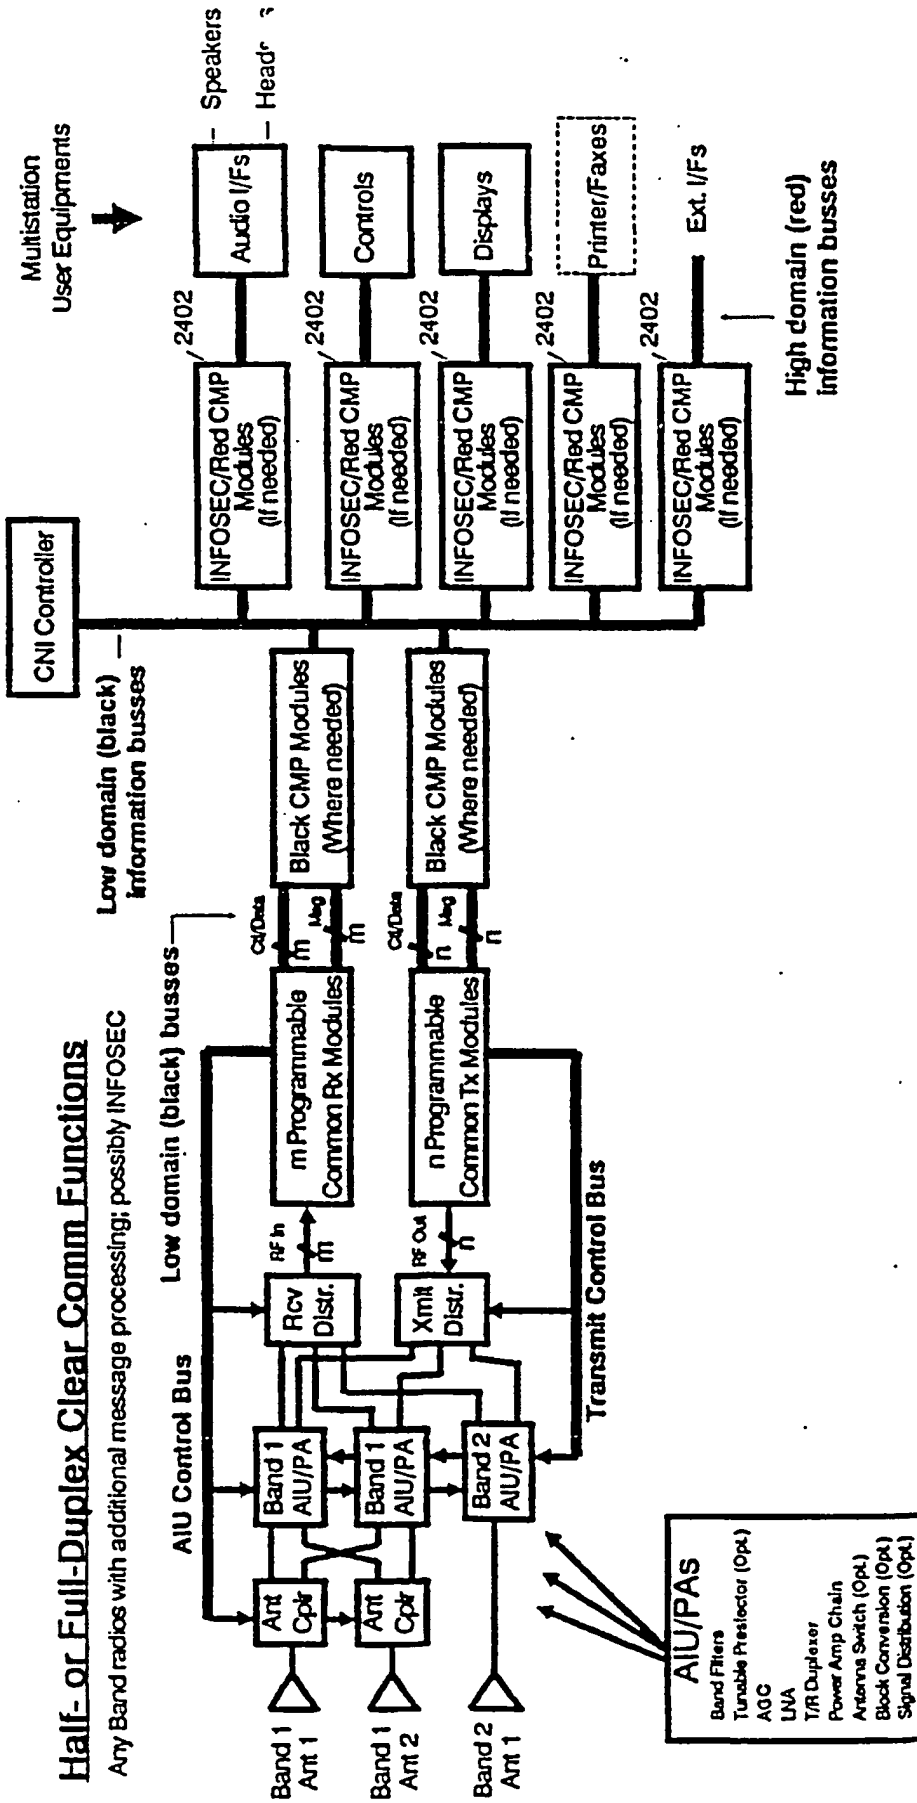 Half- or Full-Duplex Clear Comm Functions
Any Band radios with additional message processing; possibly INFOSEC
AIU Control Bus
Low domain (black) busses
Low domain (black)
information busses
CNI Controller
Multistation
User Equipments
Band 1
Ant 1
Band 1
Ant 2
Band 2
Ant 1
Ant
Cplr
Ant
Cplr
Band 1
AIU/PA
Band 1
AIU/PA
Band 2
AIU/PA
Rcv
Distr.
Xmit
Distr.
RF In
m
RF Out
n
m Programmable
Common Rx Modules
n Programmable
Common Tx Modules
Ctl/Data
m
Msg
m
Ctl/Data
n
Msg
n
Black CMP Modules
(Where needed)
Black CMP Modules
(Where needed)
INFOSEC/Red CMP
Modules
(If needed)
2402
Audio I/Fs
Speakers
INFOSEC/Red CMP
Modules
(If needed)
2402
Controls
INFOSEC/Red CMP
Modules
(If needed)
2402
Displays
INFOSEC/Red CMP
Modules
(If needed)
2402
Printer/Faxes
INFOSEC/Red CMP
Modules
(If needed)
2402
Ext. I/Fs
High domain (red)
information busses
Transmit Control Bus
AIU/PAs
Band Filters
Tunable Preslector (Opt.)
AGC
LNA
T/R Duplexer
Power Amp Chain
Antenna Switch (Opt.)
Block Conversion (Opt.)
Signal Distribution (Opt.)